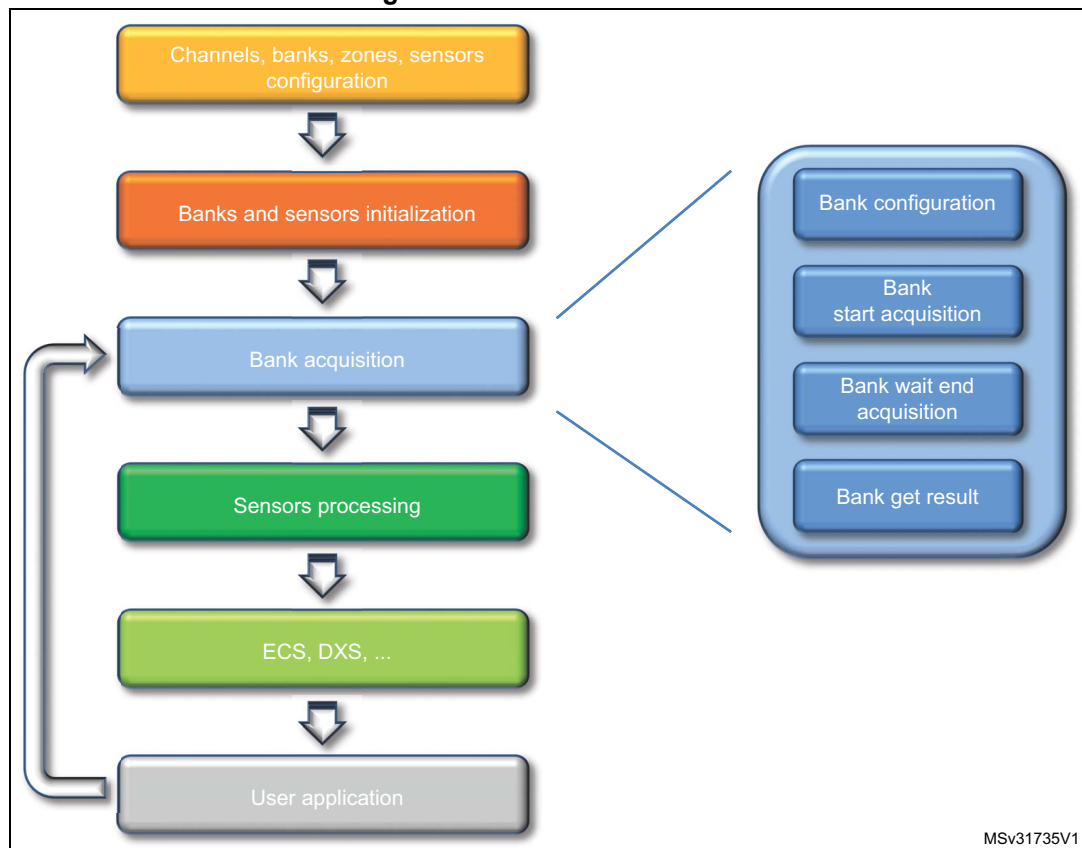 Channels, banks, zones, sensors
configuration
Banks and sensors initialization
Bank acquisition
Sensors processing
ECS, DXS, ...
User application
Bank configuration
Bank
start acquisition
Bank wait end
acquisition
Bank get result
MSv31735V1